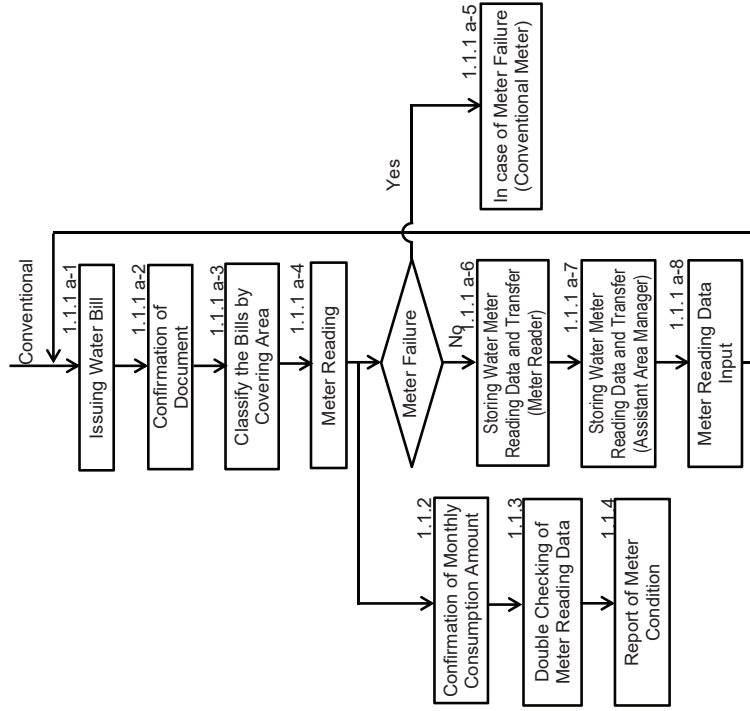 Conventional
1.1.1 a-1
Issuing Water Bill
1.1.1 a-2
Confirmation of
Document
1.1.1 a-3
Classify the Bills by
Covering Area
1.1.1 a-4
Meter Reading
Meter Failure
Yes
1.1.1 a-5
In case of Meter Failure
(Conventional Meter)
No
1.1.1 a-6
Storing Water Meter
Reading Data and Transfer
(Meter Reader)
1.1.1 a-7
Storing Water Meter
Reading Data and Transfer
(Assistant Area Manager)
1.1.1 a-8
Meter Reading Data
Input
1.1.2
Confirmation of Monthly
Consumption Amount
1.1.3
Double Checking of
Meter Reading Data
1.1.4
Report of Meter
Condition